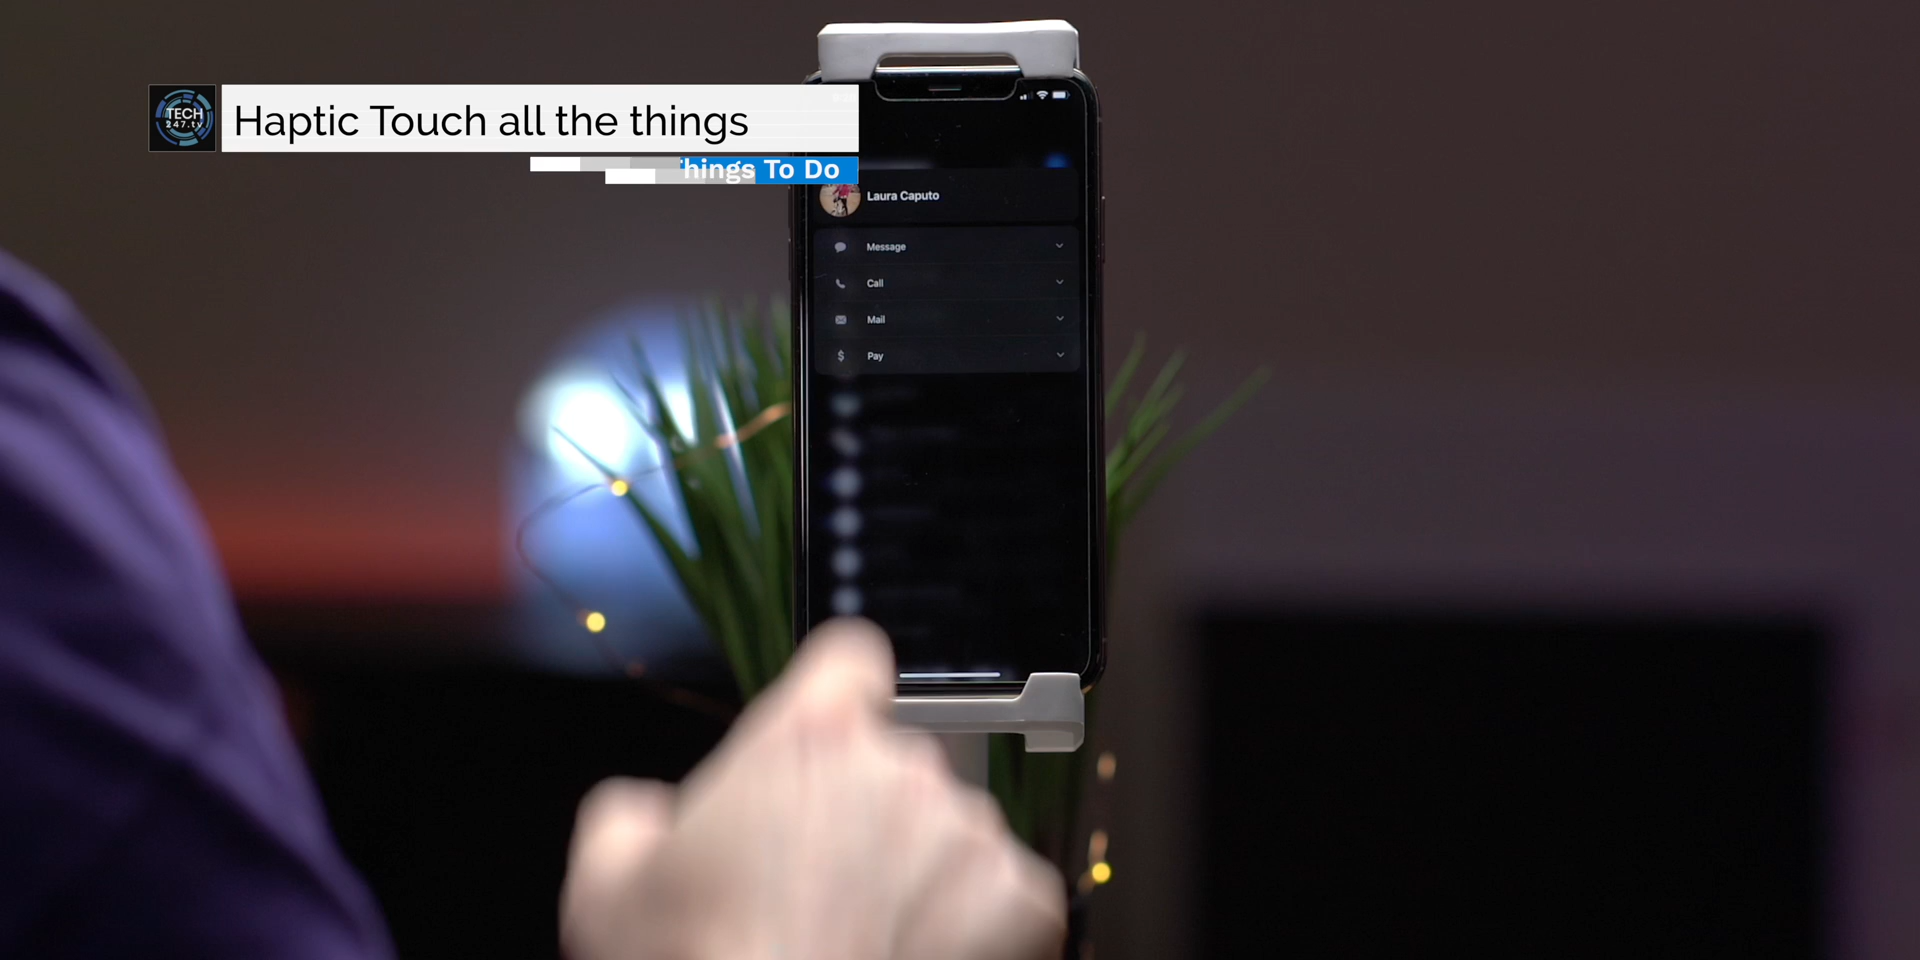 TECH
247.tv
Haptic Touch all the things
hings To Do
Laura Caputo
Message
Call
Mail
$ Pay